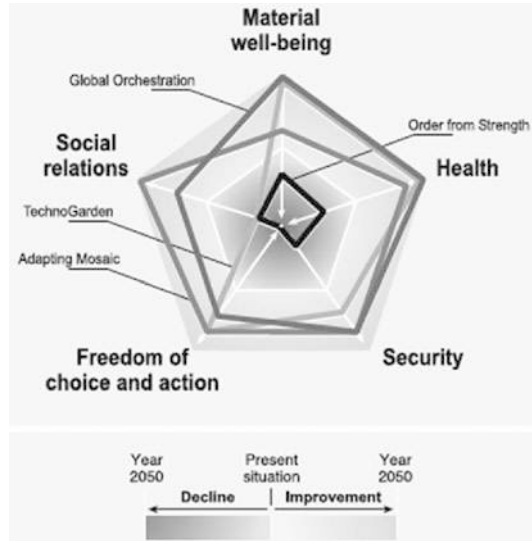 Material
well-being
Global Orchestration
Order from Strength
Social
relations
Health
TechnoGarden
Adapting Mosaic
Freedom of
choice and action
Security
Year
2050
Present
situation
Year
2050
Decline
Improvement